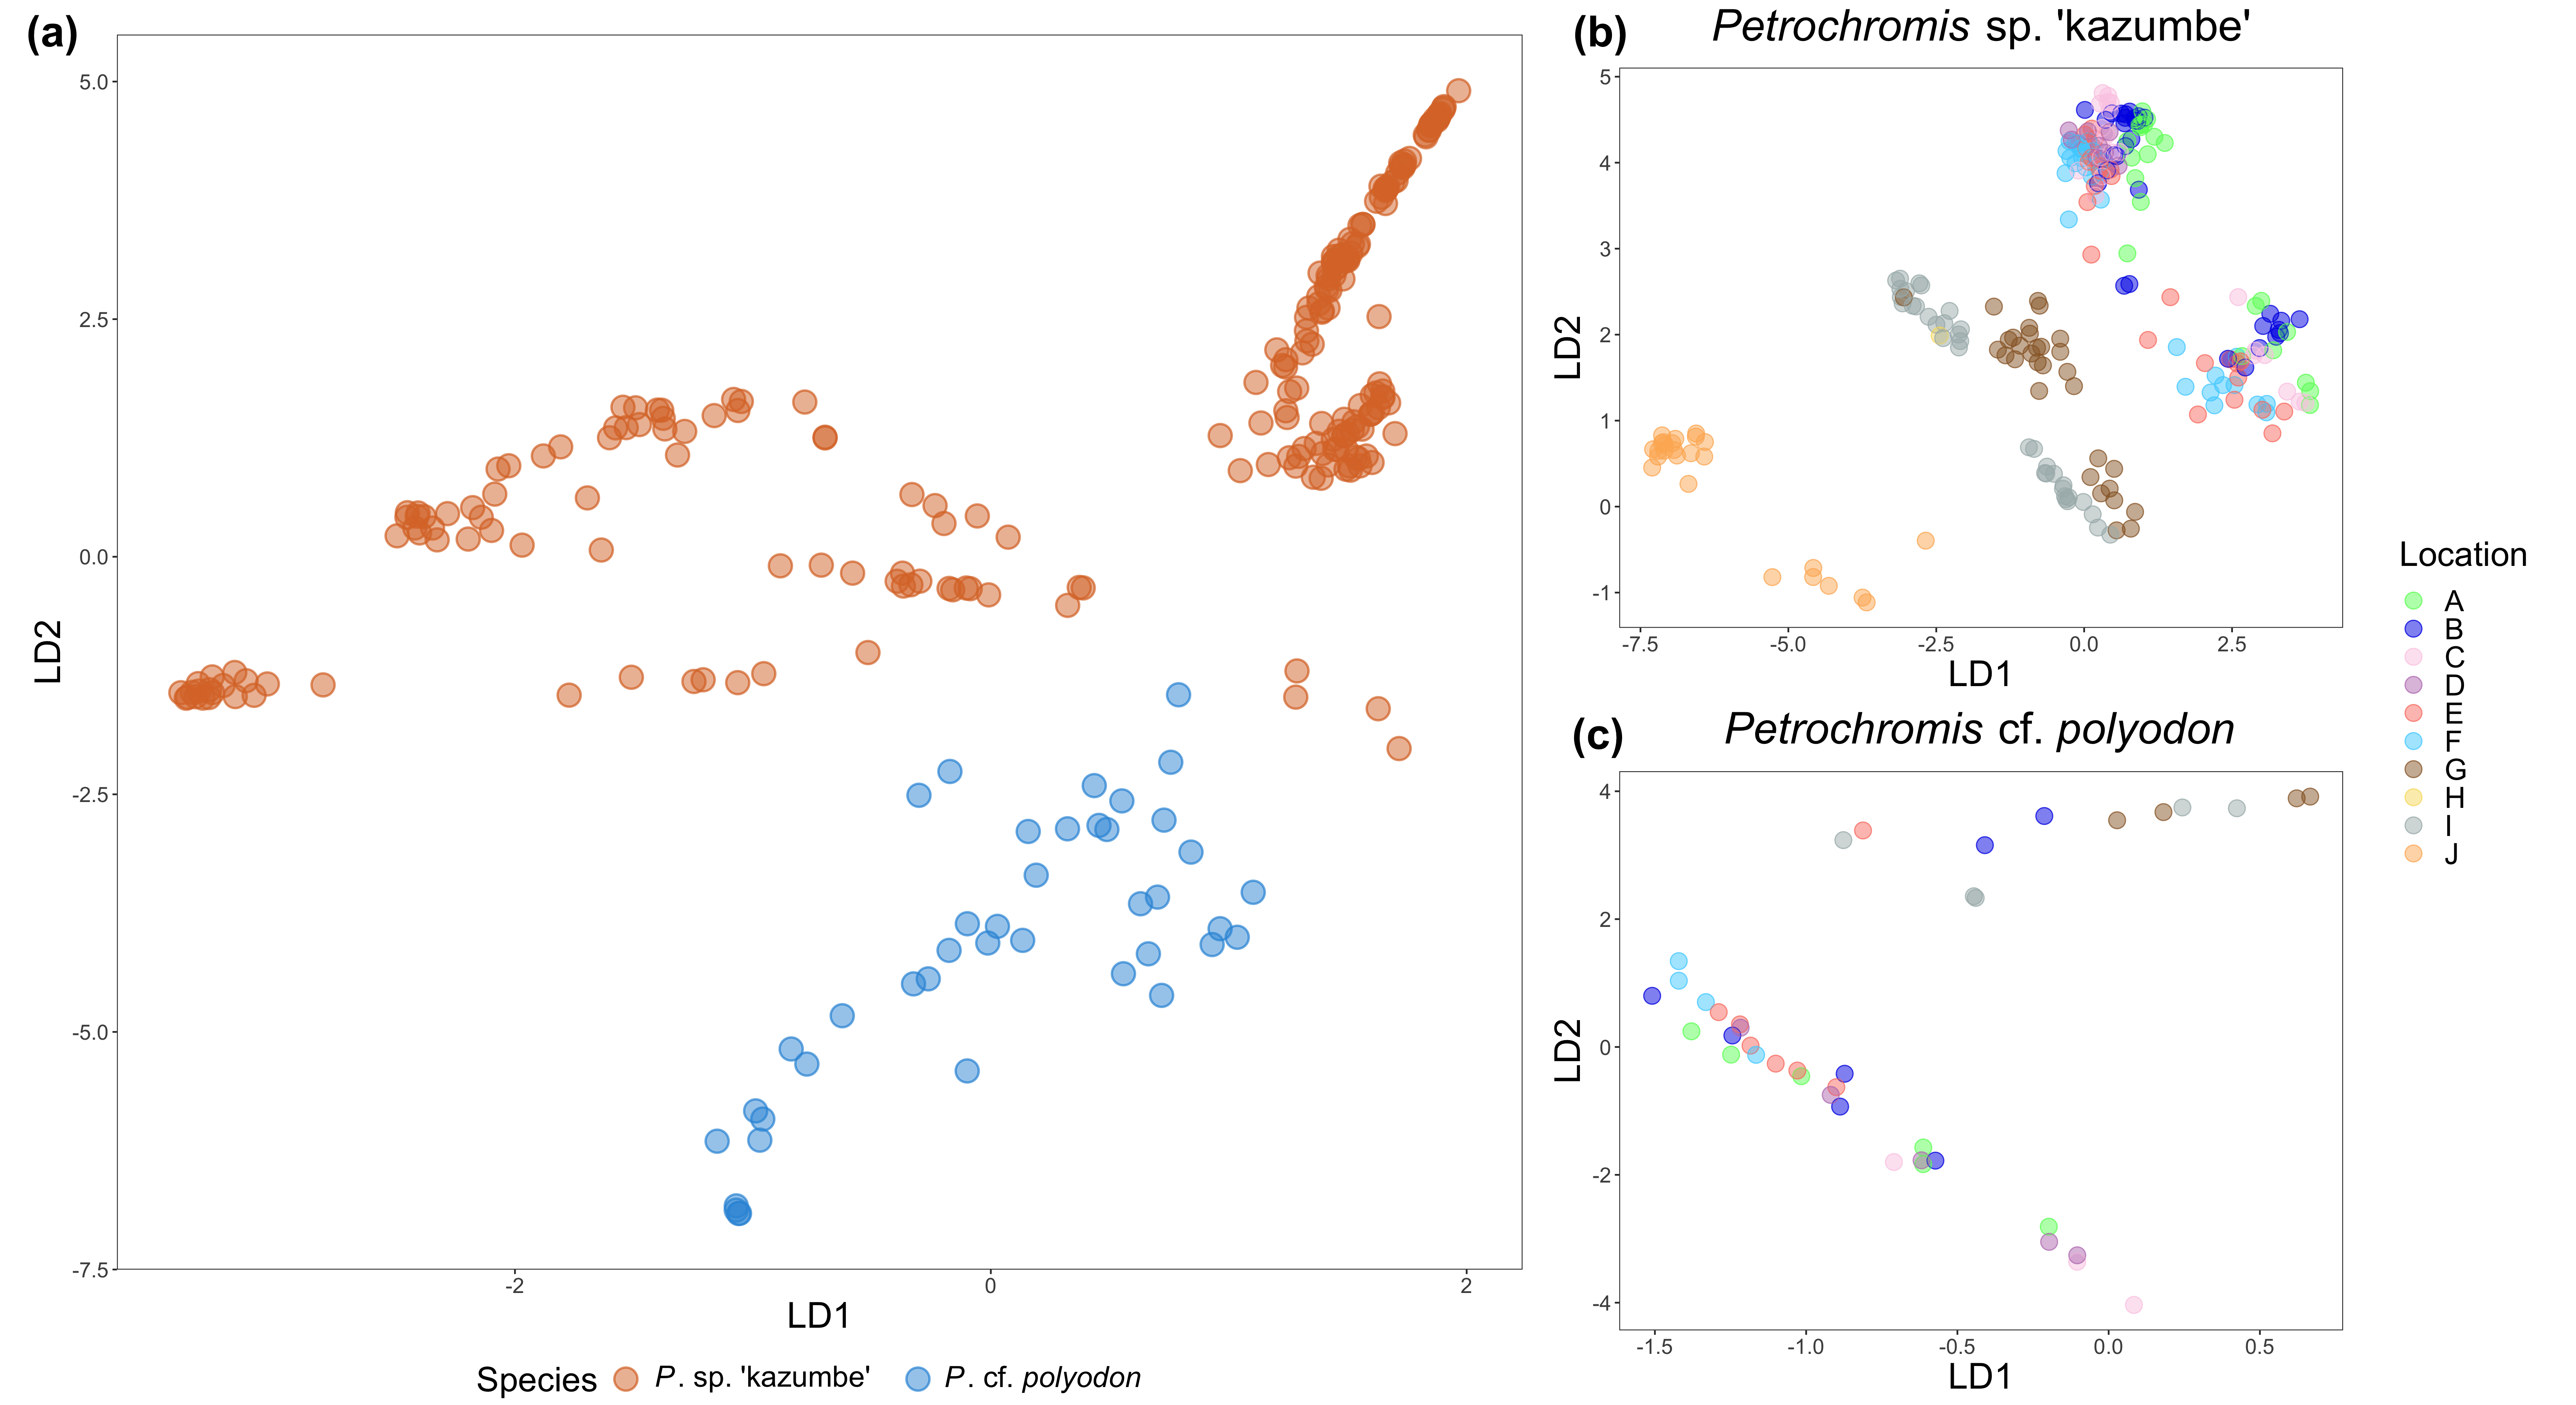 (a)
5.0
2.5
0.0
-2.5
-5.0
-7.5
LD2
-2 0 2
LD1
Species P. sp. 'kazumbe' P. cf. polyodon
(b) Petrochromis sp. 'kazumbe'
5
4
3
2
1
0
-1
LD2
-7.5 -5.0 -2.5 0.0 2.5
LD1
(c) Petrochromis cf. polyodon
4
2
0
-2
-4
LD2
-1.5 -1.0 -0.5 0.0 0.5
LD1
Location
A
B
C
D
E
F
G
H
I
J